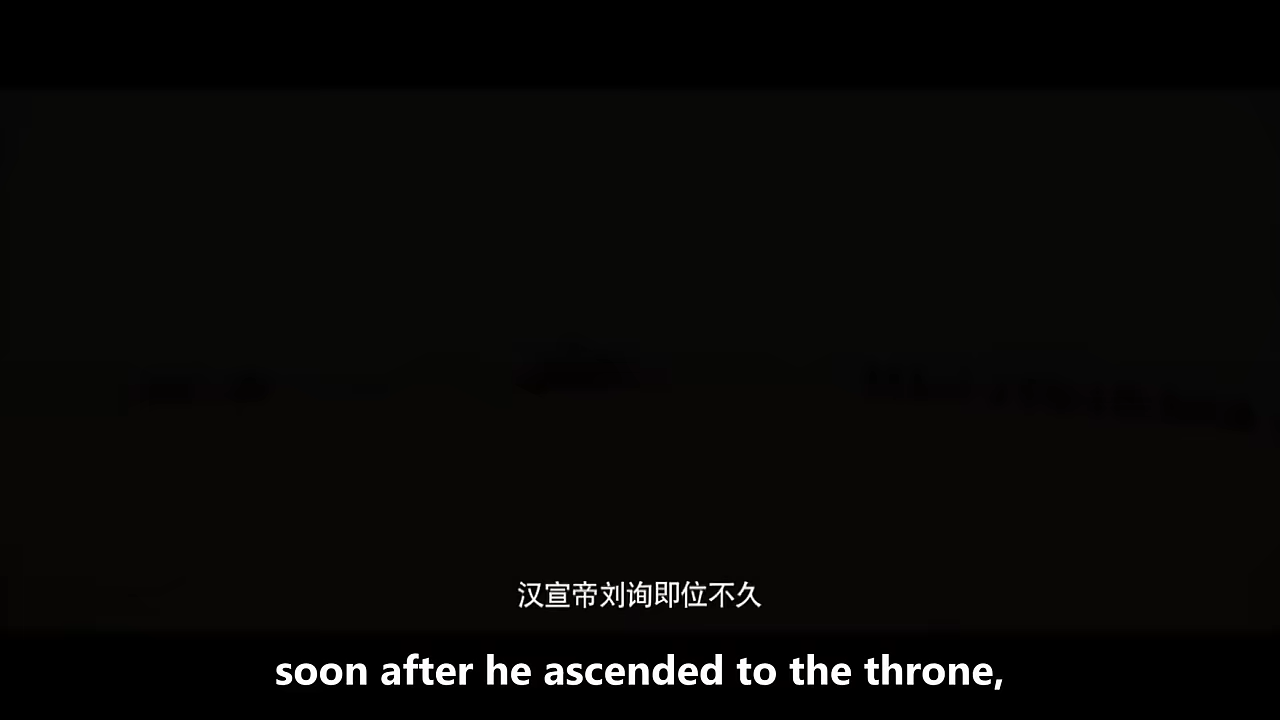 汉宣帝刘询即位不久
soon after he ascended to the throne,